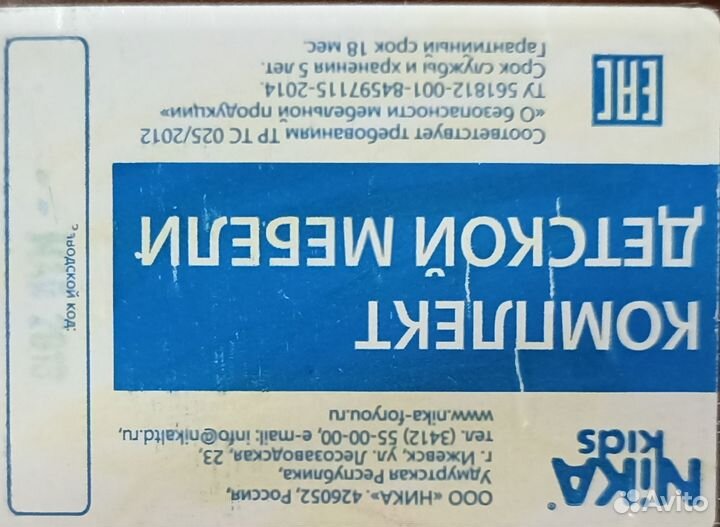 NiKA®
kids
ООО «НИКА» 426052, Россия,
Удмуртская Республика,
г. Ижевск, ул. Лесозаводская, 23,
тел. (3412) 55-00-00, e-mail: info@nikaltd.ru,
www.nika-foryou.ru
КОМПЛЕКТ
ДЕТСКОЙ МЕБЕЛИ
Соответствует требованиям ТР ТС 025/2012
«О безопасности мебельной продукции»
ТУ 561812-001-84597115-2014.
Срок службы и хранения 5 лет.
Гарантийный срок 18 мес.
EAC
код:
Avito